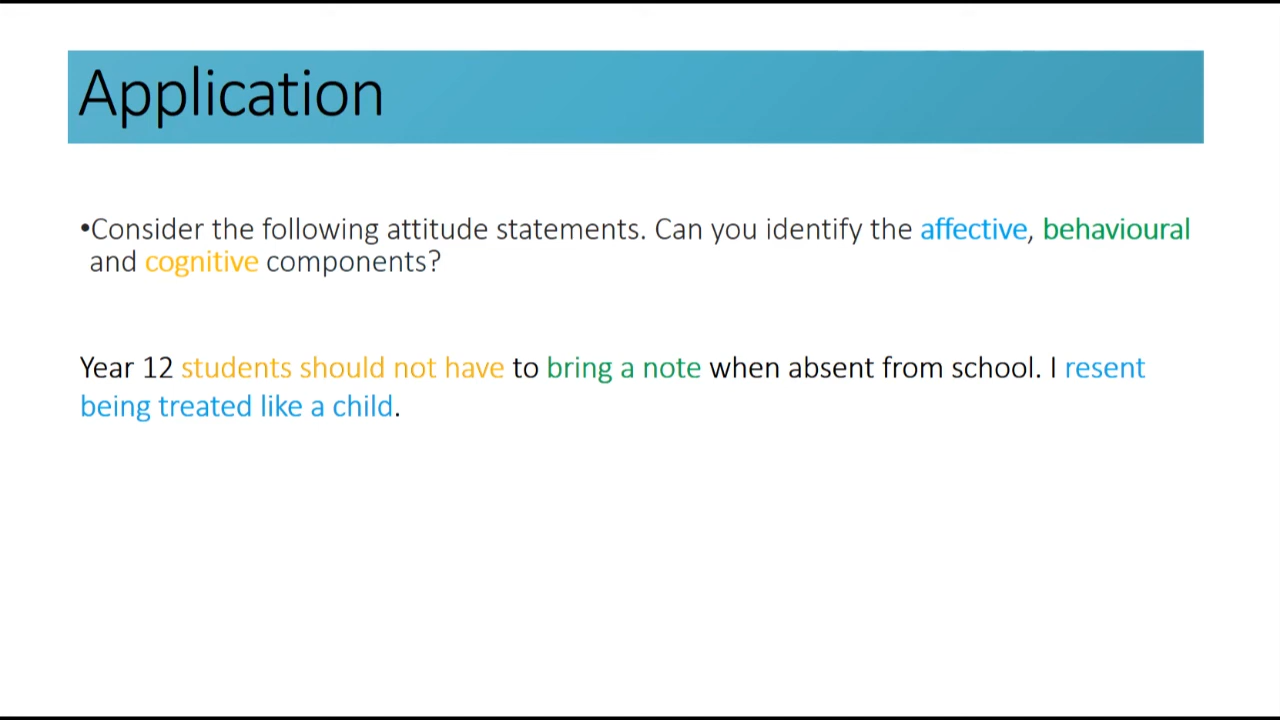 Application
•Consider the following attitude statements. Can you identify the affective, behavioural
and cognitive components?
Year 12 students should not have to bring a note when absent from school. I resent
being treated like a child.